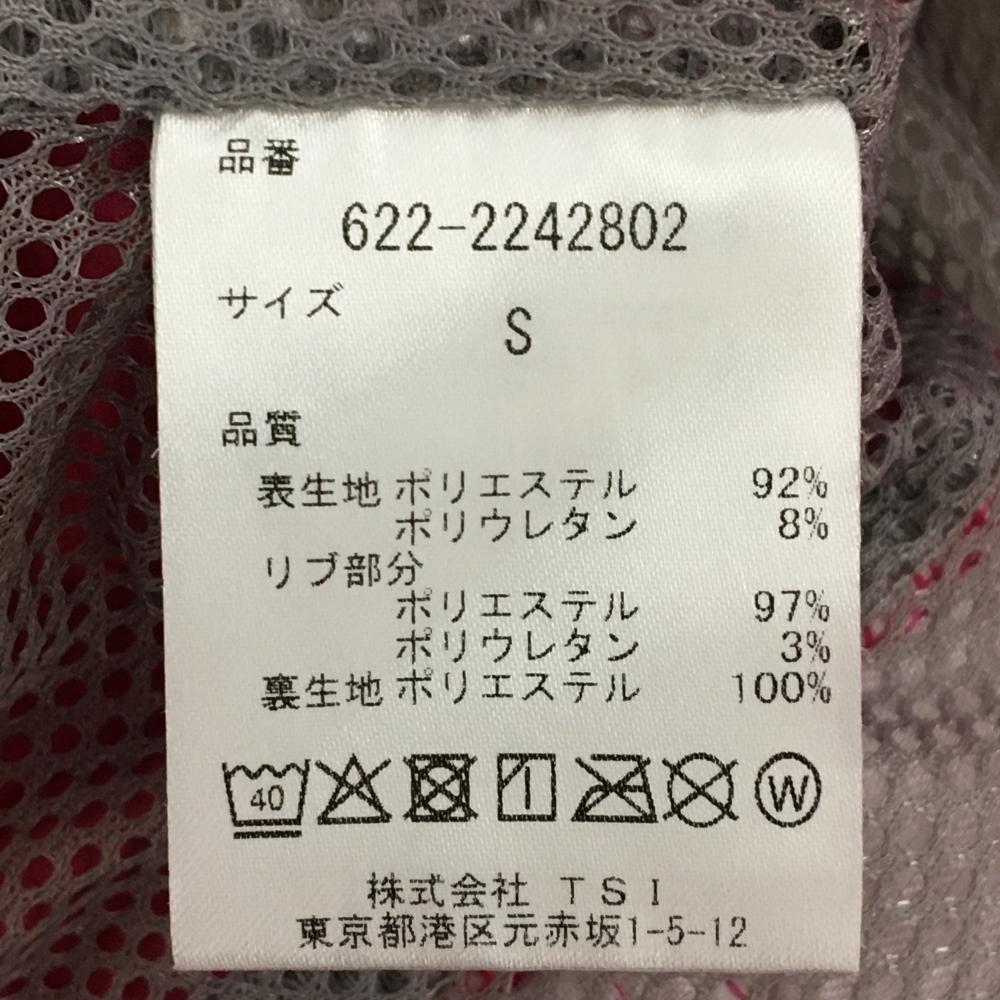 品番
622-2242802
サイズ
S
品質
表生地 ポリエステル 92%
ポリウレタン 8%
リブ部分
ポリエステル 97%
ポリウレタン 3%
裏生地 ポリエステル 100%
40 W
株式会社 TSI
東京都港区元赤坂1-5-12